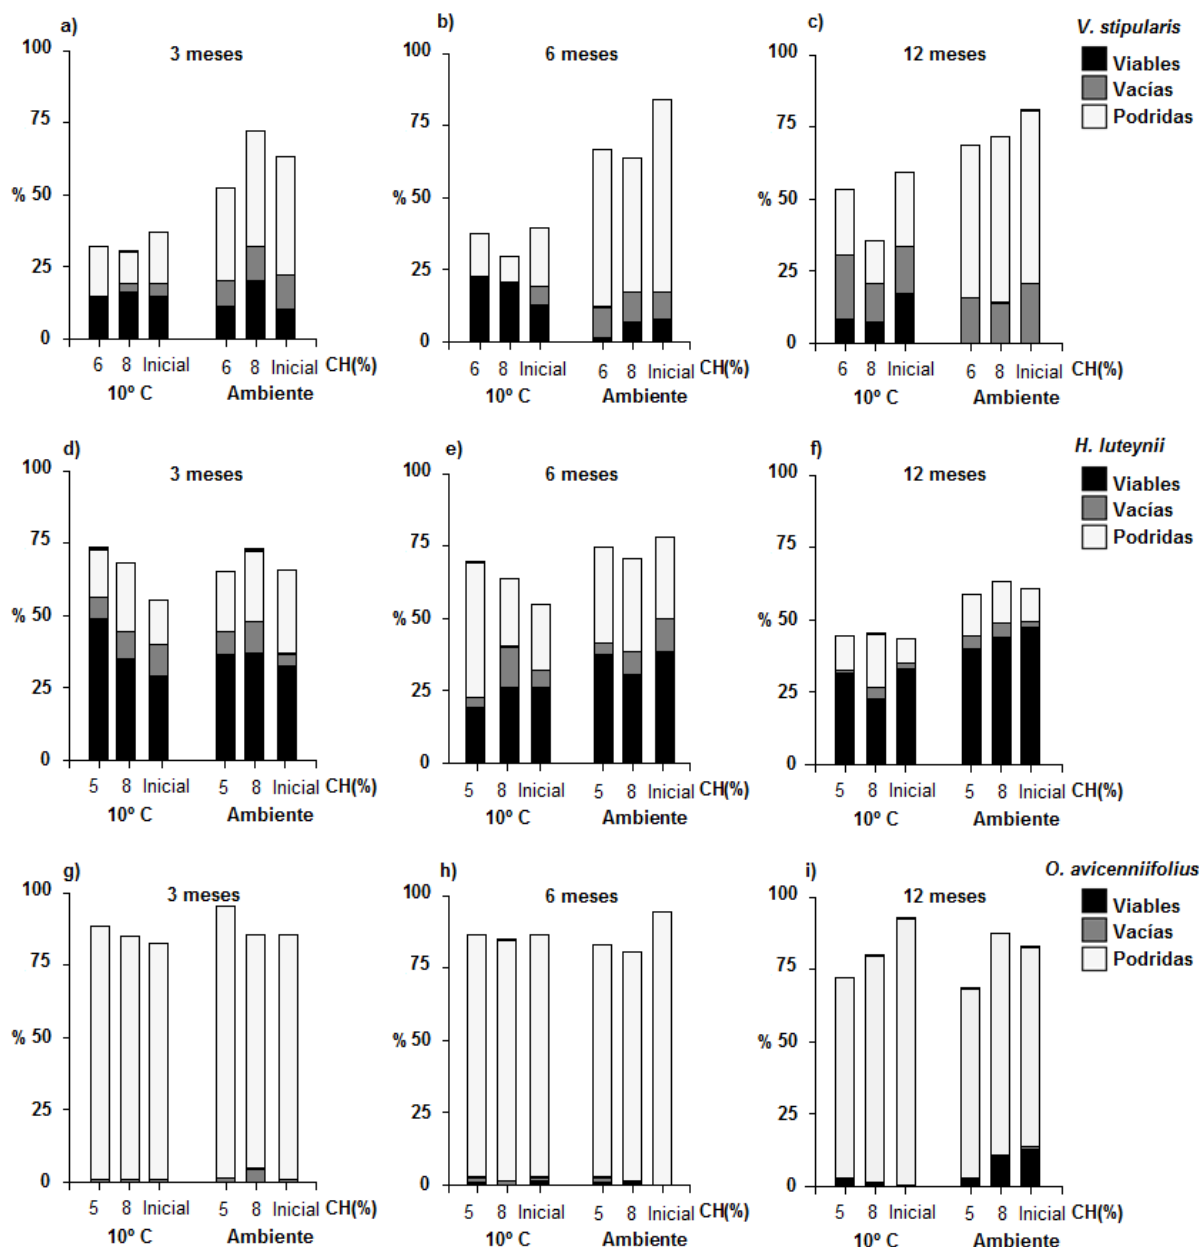 a)
3 meses
100
75
50
%
25
0
6 8 Inicial 6 8 Inicial CH(%)
10º C Ambiente
b)
6 meses
100
75
50
%
25
0
6 8 Inicial 6 8 Inicial CH(%)
10º C Ambiente
c)
12 meses
100
75
50
%
25
0
6 8 Inicial 6 8 Inicial CH(%)
10º C Ambiente
V. stipularis
Viables
Vacías
Podridas
d)
3 meses
100
75
50
%
25
0
5 8 Inicial 5 8 Inicial CH(%)
10º C Ambiente
e)
6 meses
100
75
50
%
25
0
5 8 Inicial 5 8 Inicial CH(%)
10º C Ambiente
f)
12 meses
100
75
50
%
25
0
5 8 Inicial 5 8 Inicial CH(%)
10º C Ambiente
H. luteynii
Viables
Vacías
Podridas
g)
3 meses
100
75
50
%
25
0
5 8 Inicial 5 8 Inicial CH(%)
10º C Ambiente
h)
6 meses
100
75
50
%
25
0
5 8 Inicial 5 8 Inicial CH(%)
10º C Ambiente
i)
12 meses
100
75
50
%
25
0
5 8 Inicial 5 8 Inicial CH(%)
10º C Ambiente
O. avicenniifolius
Viables
Vacías
Podridas